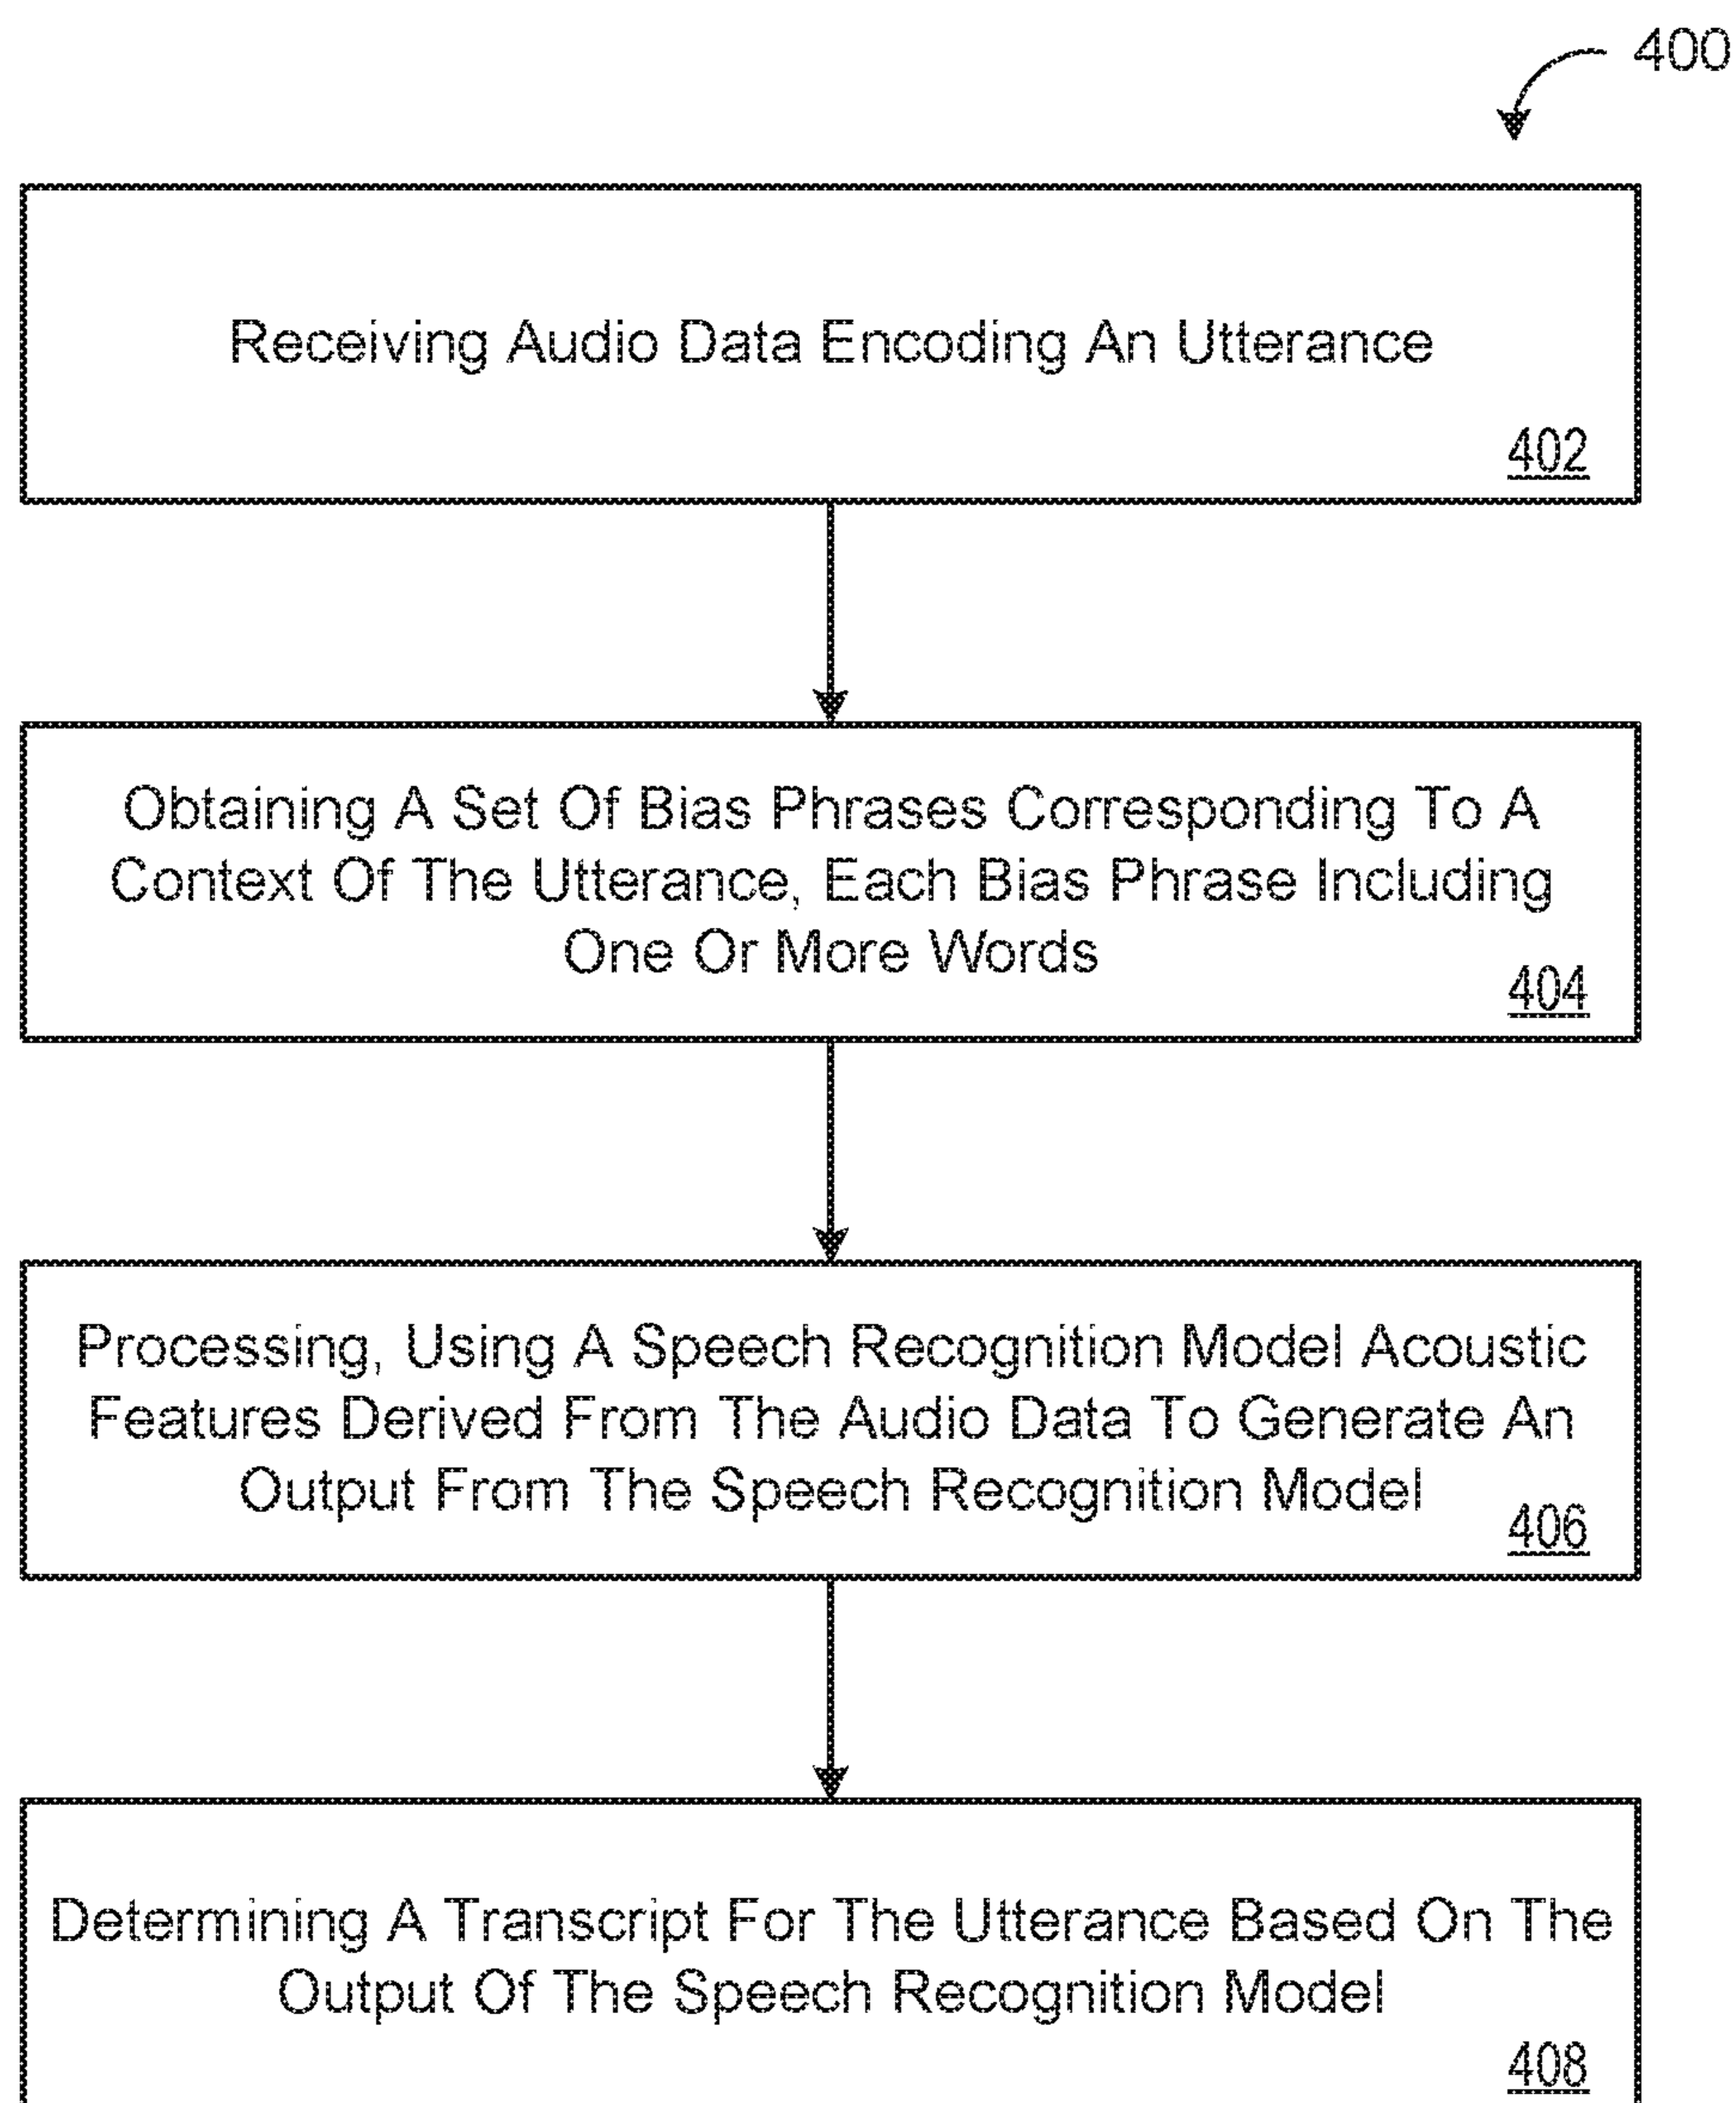 400
Receiving Audio Data Encoding An Utterance
402
Obtaining A Set Of Bias Phrases Corresponding To A
Context Of The Utterance, Each Bias Phrase Including
One Or More Words
404
Processing, Using A Speech Recognition Model Acoustic
Features Derived From The Audio Data To Generate An
Output From The Speech Recognition Model
406
Determining A Transcript For The Utterance Based On The
Output Of The Speech Recognition Model
408